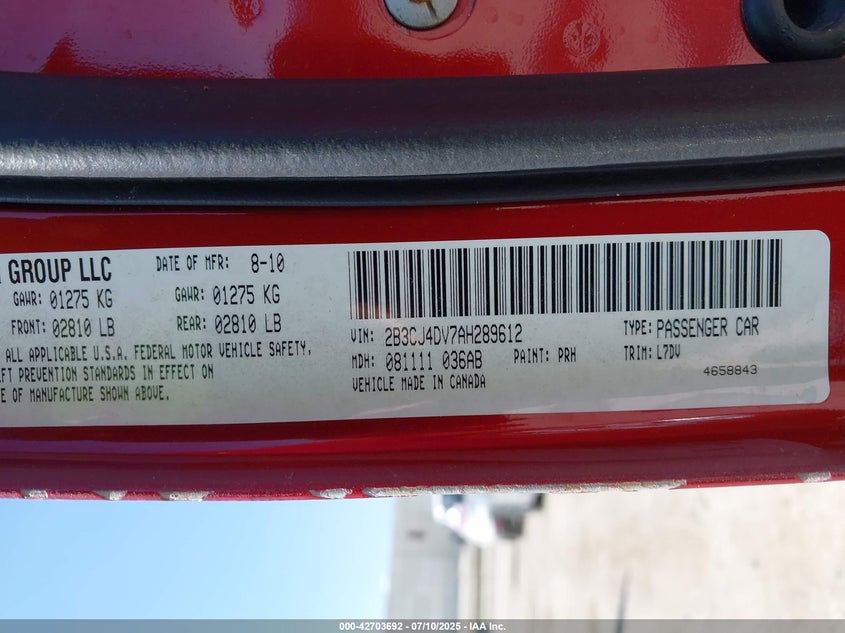 GROUP LLC
DATE OF MFR: 8-10
GAWR: 01275 KG
GAWR: 01275 KG
FRONT: 02810 LB
REAR: 02810 LB
ALL APPLICABLE U.S.A. FEDERAL MOTOR VEHICLE SAFETY,
PREVENTION STANDARDS IN EFFECT ON
OF MANUFACTURE SHOWN ABOVE.
VIN: 2B3CJ4DV7AH289612
TYPE: PASSENGER CAR
MDH: 081111 036AB
PAINT: PRH
TRIM: L7DV
VEHICLE MADE IN CANADA
4658843
000-42703692 - 07/10/2025 - IAA Inc.